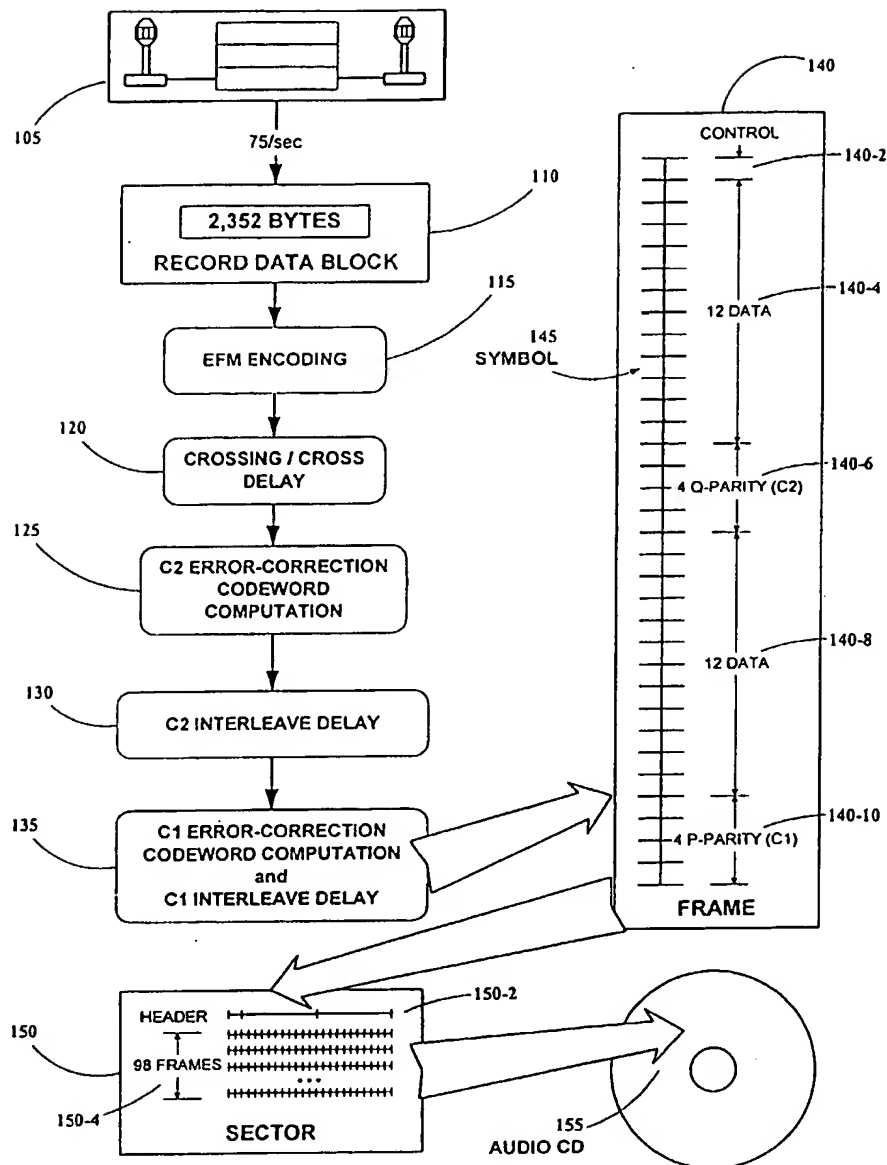 105
75/sec
110
2,352 BYTES
RECORD DATA BLOCK
115
EFM ENCODING
120
CROSSING / CROSS
DELAY
125
C2 ERROR-CORRECTION
CODEWORD
COMPUTATION
130
C2 INTERLEAVE DELAY
135
C1 ERROR-CORRECTION
CODEWORD COMPUTATION
and
C1 INTERLEAVE DELAY
140
CONTROL
140-2
140-4
12 DATA
145
SYMBOL
140-6
4 Q-PARITY (C2)
140-8
12 DATA
140-10
4 P-PARITY (C1)
FRAME
150-2
HEADER
150
98 FRAMES
•••
150-4
SECTOR
155
AUDIO CD